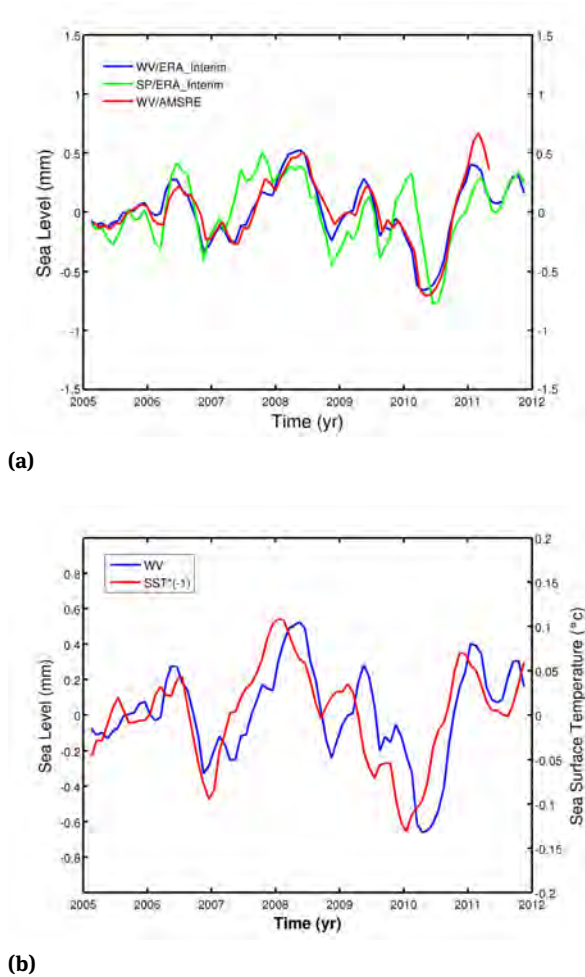 1.5
1.5
WV/ERA_Interim
SP/ERA_Interim
WV/AMSRE
1
1
0.5
0.5
0
0
-0.5
-0.5
-1
-1
-1.5
-1.5
Sea Level (mm)
2005 2006 2007 2008 2009 2010 2011 2012
Time (yr)
(a)
0.2
WV
SST*(-1)
0.8
0.15
0.6
0.1
0.4
0.2
0.05
0
0
-0.2
-0.05
-0.4
-0.1
-0.6
-0.15
-0.8
-0.2
Sea Level (mm)
Sea Surface Temperature (°c)
2005 2006 2007 2008 2009 2010 2011 2012
Time (yr)
(b)